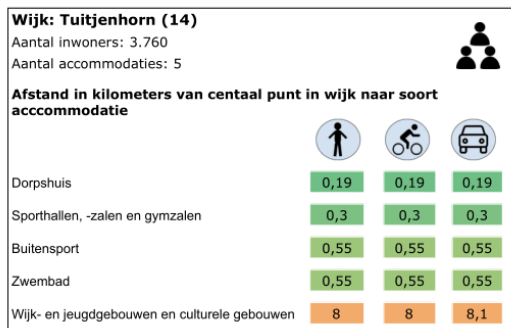 Wijk: Tuitjenhorn (14)
Aantal inwoners: 3.760
Aantal accommodaties: 5
Afstand in kilometers van centaal punt in wijk naar soort
acccommodatie
Dorpshuis 0,19 0,19 0,19
Sporthallen, -zalen en gymzalen 0,3 0,3 0,3
Buitensport 0,55 0,55 0,55
Zwembad 0,55 0,55 0,55
Wijk- en jeugdgebouwen en culturele gebouwen 8 8 8,1